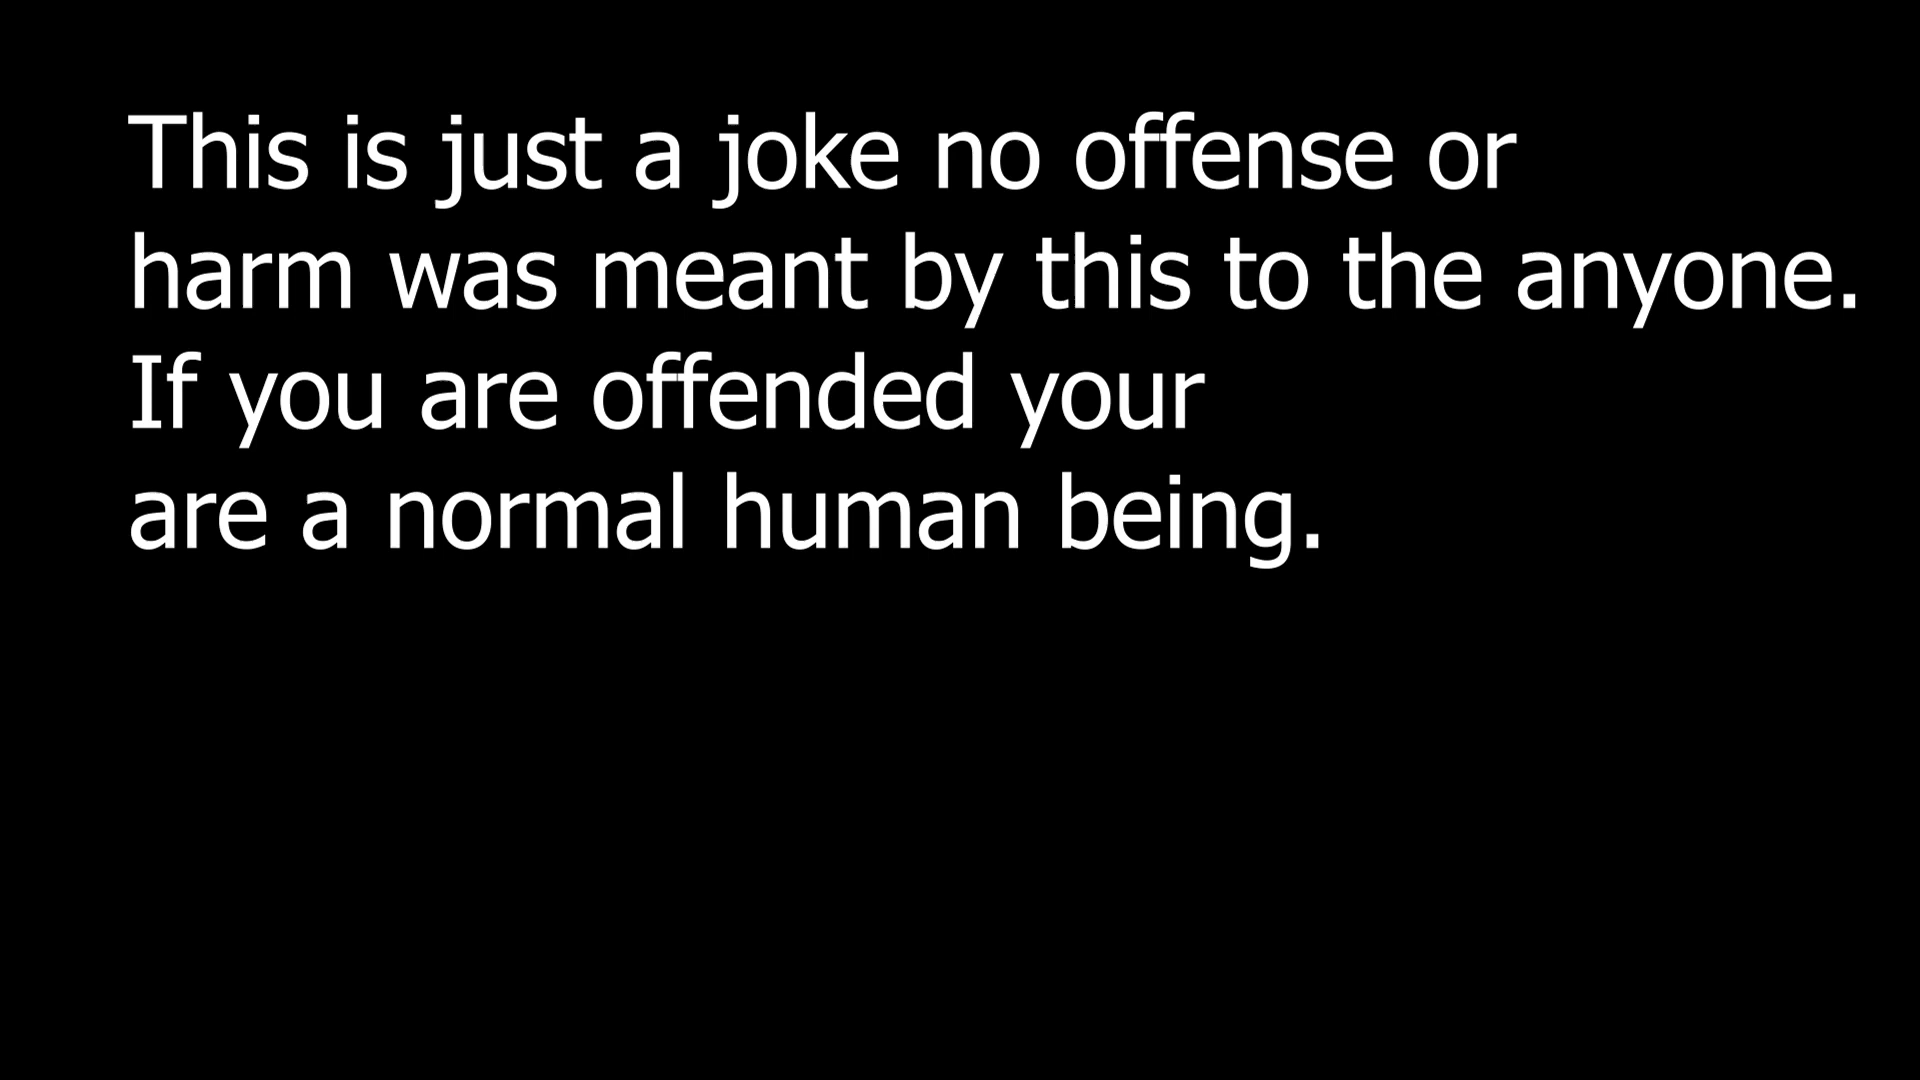 This is just a joke no offense or
harm was meant by this to the anyone.
If you are offended your
are a normal human being.